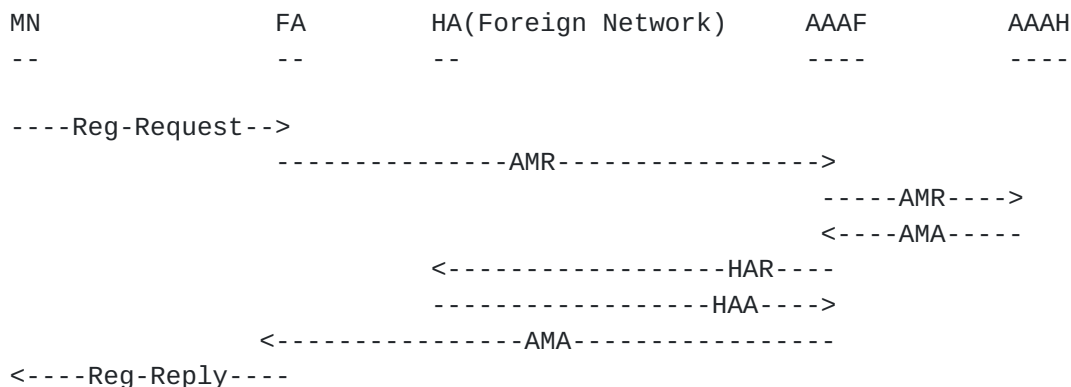 MN                FA        HA(Foreign Network)     AAAF         AAAH
--                --        --                      ----         ----
----Reg-Request-->
                 ---------------AMR---------------->
                                                    -----AMR---->
                                                    <----AMA-----
                           <------------------HAR----
                           ------------------HAA---->
                <----------------AMA-----------------
<----Reg-Reply----